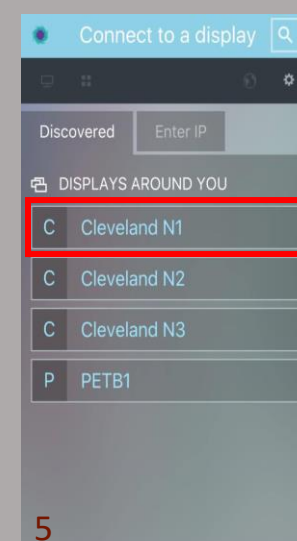 Connect to a display
Discovered
Enter IP
DISPLAYS AROUND YOU
C Cleveland N1
C Cleveland N2
C Cleveland N3
P PETB1
5